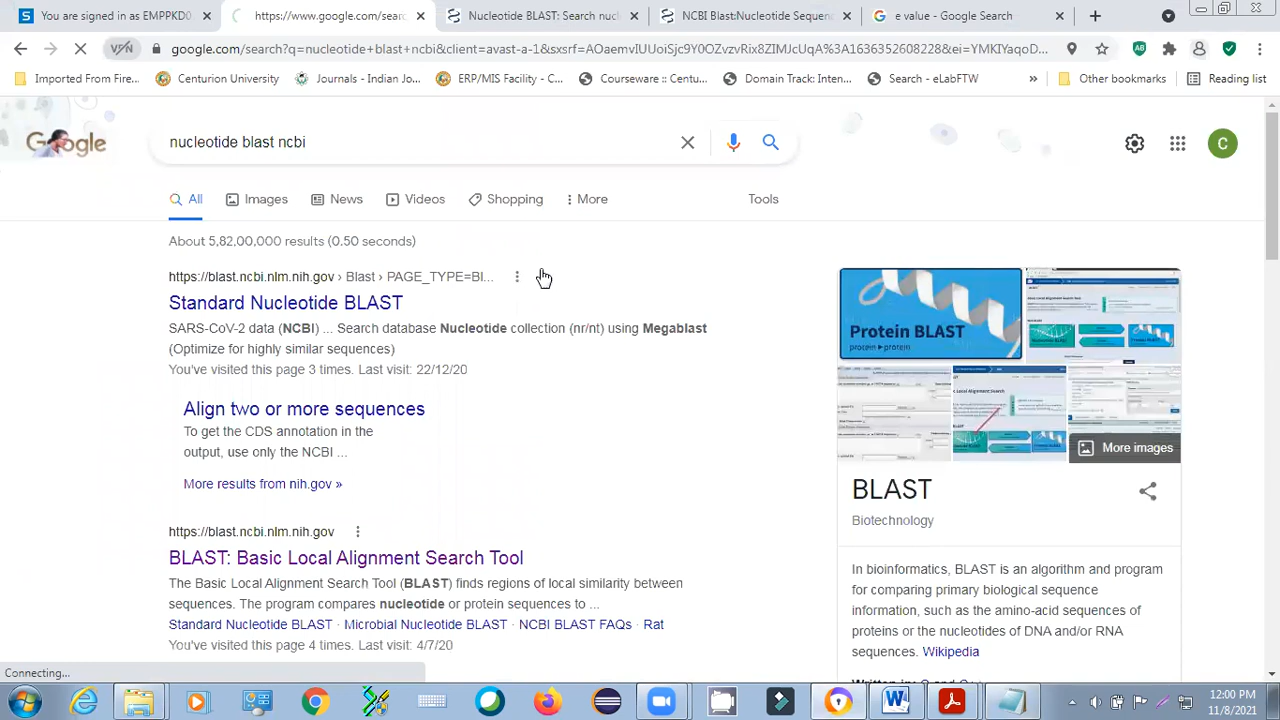 You are signed in as EMPPKD0
https://www.google.com/sear
Nucleotide BLAST: Search nucl
NCBI Blast:Nucleotide Sequenc
e value - Google Search
VPN
google.com/search?q=nucleotide+blast+ncbi&client=avast-a-1&sxsrf=AOaemvIUUoiSjc9Y0OZvzvRx8ZIMJcUqA%3A1636352608228&ei=YMKIYaqoD...
Imported From Fire...
Centurion University
Journals - Indian Jo...
ERP/MIS Facility - C...
Courseware :: Centu...
Domain Track: Inten...
Search - eLabFTW
»
Other bookmarks
Reading list
Google
nucleotide blast ncbi
C
All
Images
News
Videos
Shopping
More
Tools
About 5,82,00,000 results (0.50 seconds)
https://blast.ncbi.nlm.nih.gov › Blast › PAGE_TYPE=Bl...
Standard Nucleotide BLAST
SARS-CoV-2 data (NCBI) ... Search database Nucleotide collection (nr/nt) using Megablast
(Optimize for highly similar sequences)
You've visited this page 3 times. Last visit: 22/12/20
Align two or more sequences
To get the CDS annotation in the
output, use only the NCBI ...
More results from nih.gov »
https://blast.ncbi.nlm.nih.gov
BLAST: Basic Local Alignment Search Tool
The Basic Local Alignment Search Tool (BLAST) finds regions of local similarity between
sequences. The program compares nucleotide or protein sequences to ...
Standard Nucleotide BLAST · Microbial Nucleotide BLAST · NCBI BLAST FAQs · Rat
You've visited this page 4 times. Last visit: 4/7/20
Protein BLAST
protein ▸ protein
More images
BLAST
Biotechnology
In bioinformatics, BLAST is an algorithm and program
for comparing primary biological sequence
information, such as the amino-acid sequences of
proteins or the nucleotides of DNA and/or RNA
sequences. Wikipedia
Connecting...
12:00 PM
11/8/2021